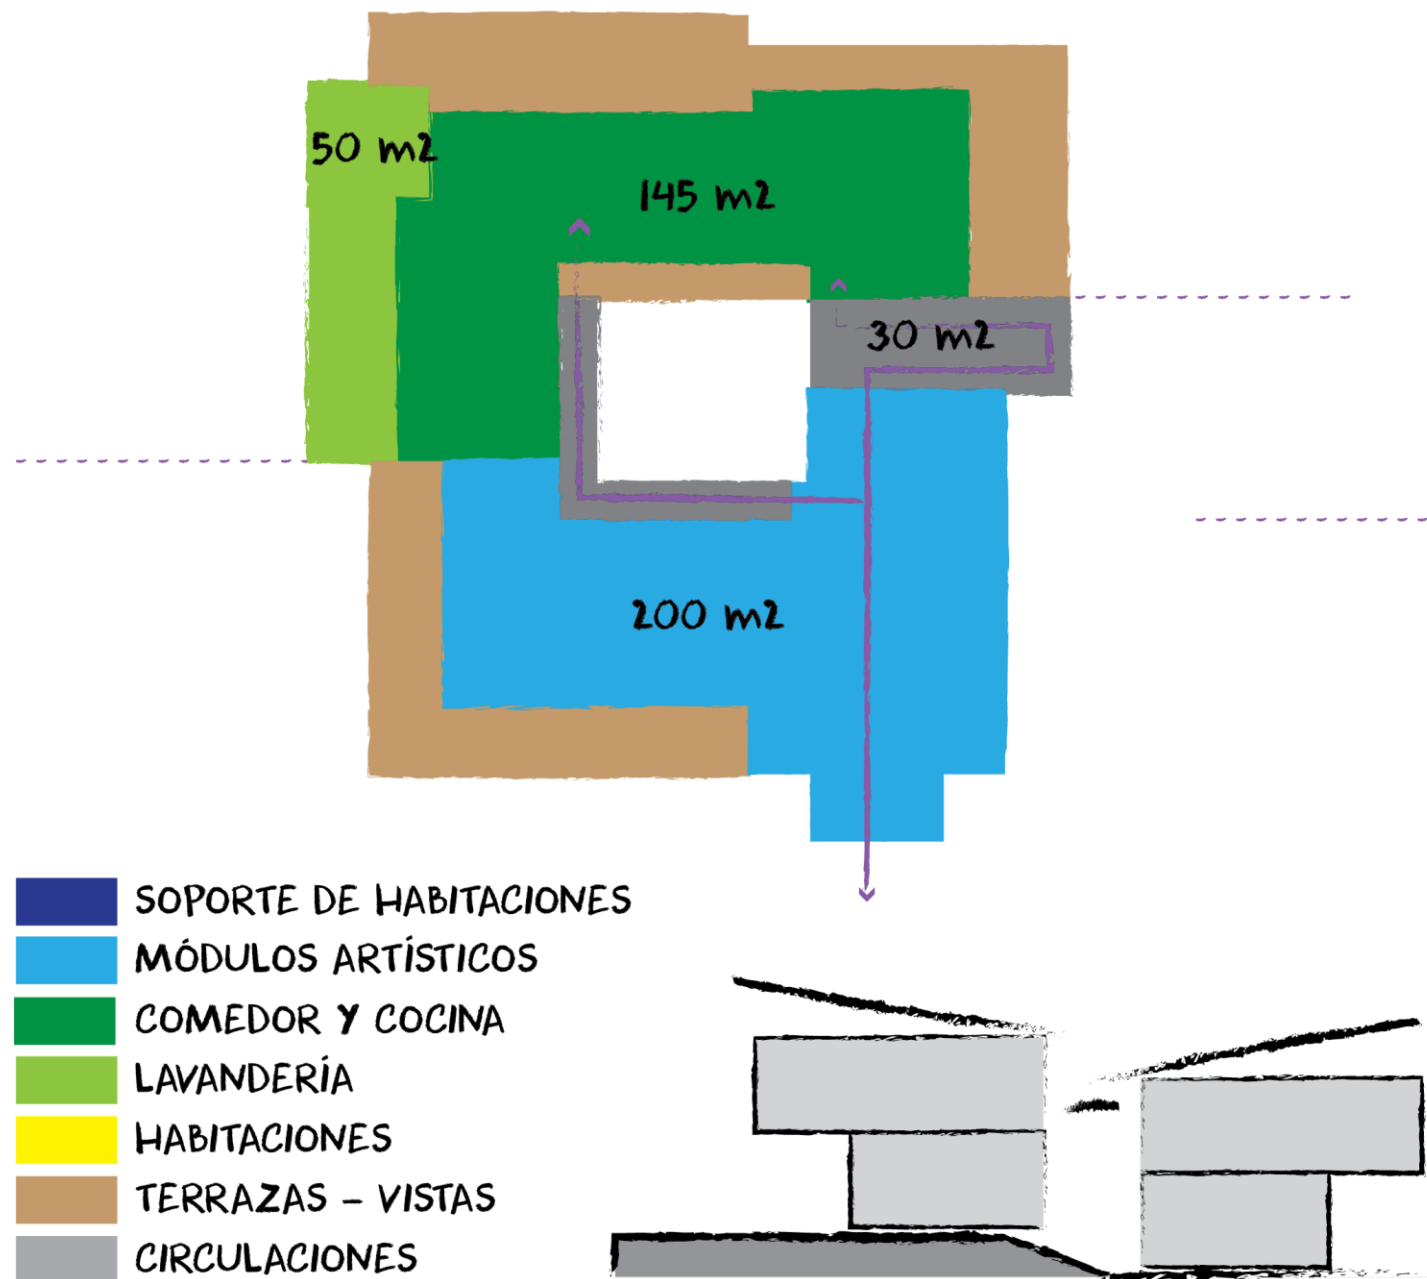 50 m2
145 m2
30 m2
200 m2
SOPORTE DE HABITACIONES
MÓDULOS ARTÍSTICOS
COMEDOR Y COCINA
LAVANDERÍA
HABITACIONES
TERRAZAS - VISTAS
CIRCULACIONES